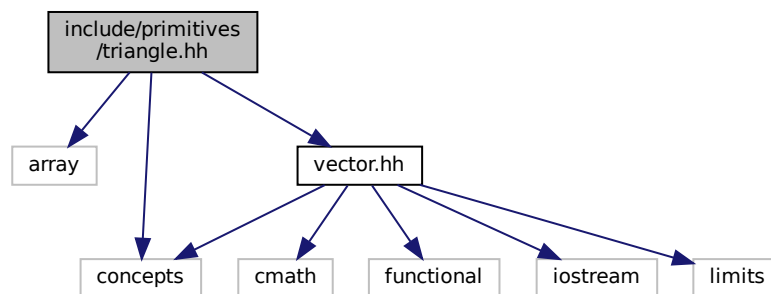 include/primitives
/triangle.hh
array
vector.hh
concepts
cmath
functional
iostream
limits